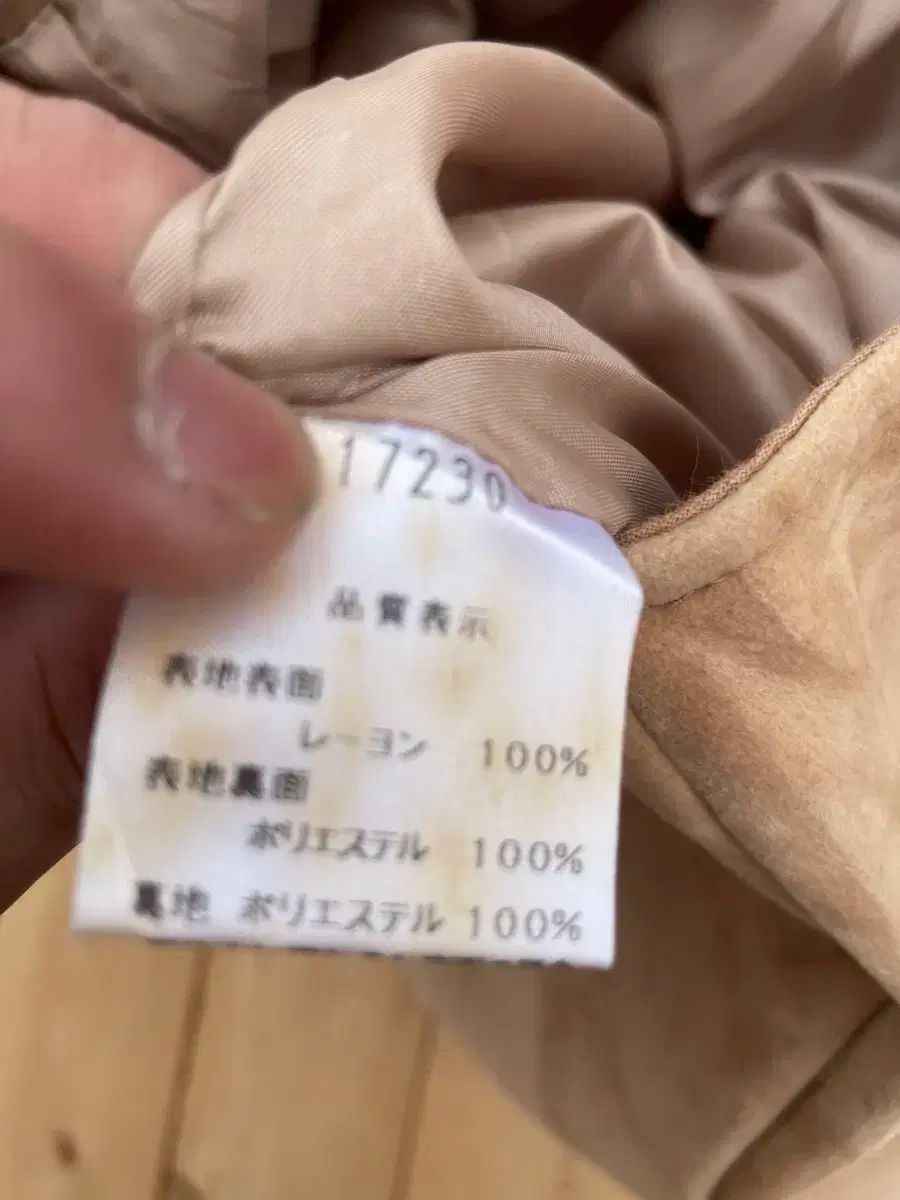 17230
品質表示
表地表面
レーヨン 100%
表地裏面
ポリエステル 100%
裏地 ポリエステル 100%